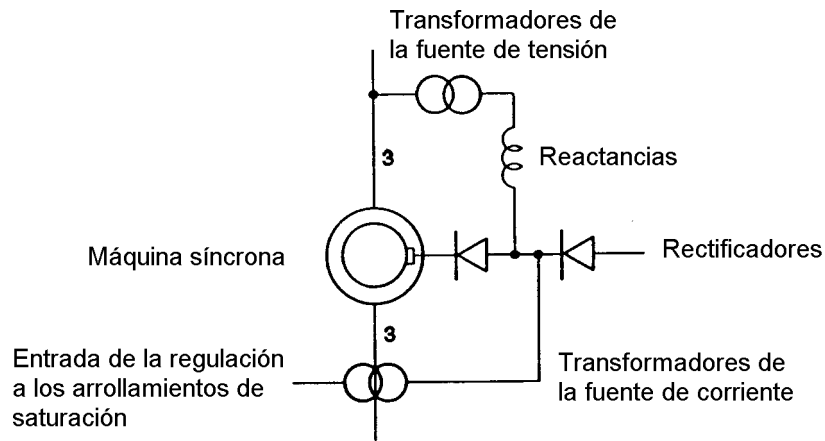 Transformadores de
la fuente de tensión
3
Reactancias
Máquina síncrona
Rectificadores
3
Entrada de la regulación
a los arrollamientos de
saturación
Transformadores de
la fuente de corriente